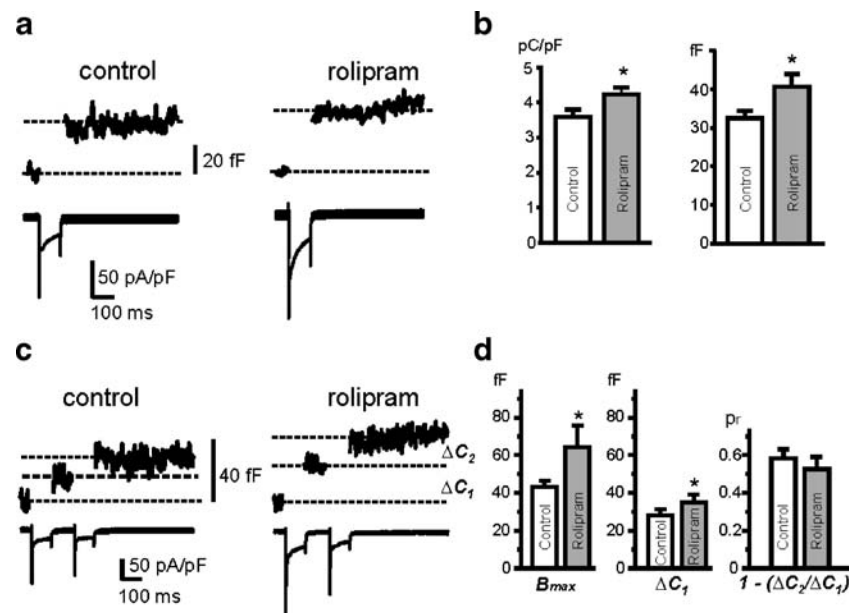 a
control
rolipram
20 fF
50 pA/pF
100 ms
b
pC/pF
5
4
3
2
1
0
Control
Rolipram
*
fF
50
40
30
20
10
0
Control
Rolipram
*
c
control
rolipram
40 fF
ΔC2
ΔC1
50 pA/pF
100 ms
d
fF
80
60
40
20
0
Control
Rolipram
*
Bmax
fF
80
60
40
20
0
Control
Rolipram
*
ΔC1
pr
0.6
0.4
0.2
0
Control
Rolipram
1 - (ΔC2/ΔC1)